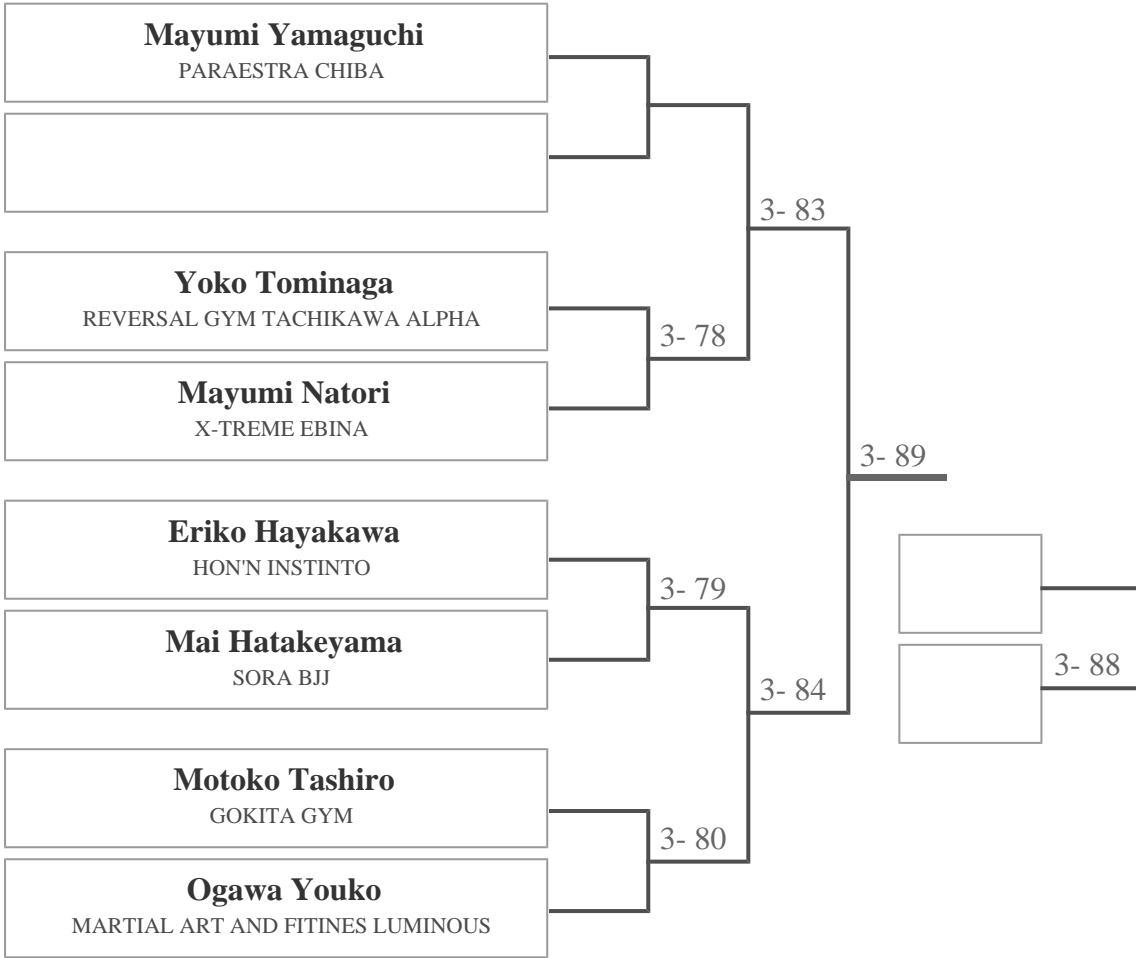 Mayumi Yamaguchi
PARAESTRA CHIBA
3- 83
Yoko Tominaga
REVERSAL GYM TACHIKAWA ALPHA
3- 78
Mayumi Natori
X-TREME EBINA
3- 89
Eriko Hayakawa
HON'N INSTINTO
3- 79
Mai Hatakeyama
SORA BJJ
3- 84
3- 88
Motoko Tashiro
GOKITA GYM
3- 80
Ogawa Youko
MARTIAL ART AND FITINES LUMINOUS